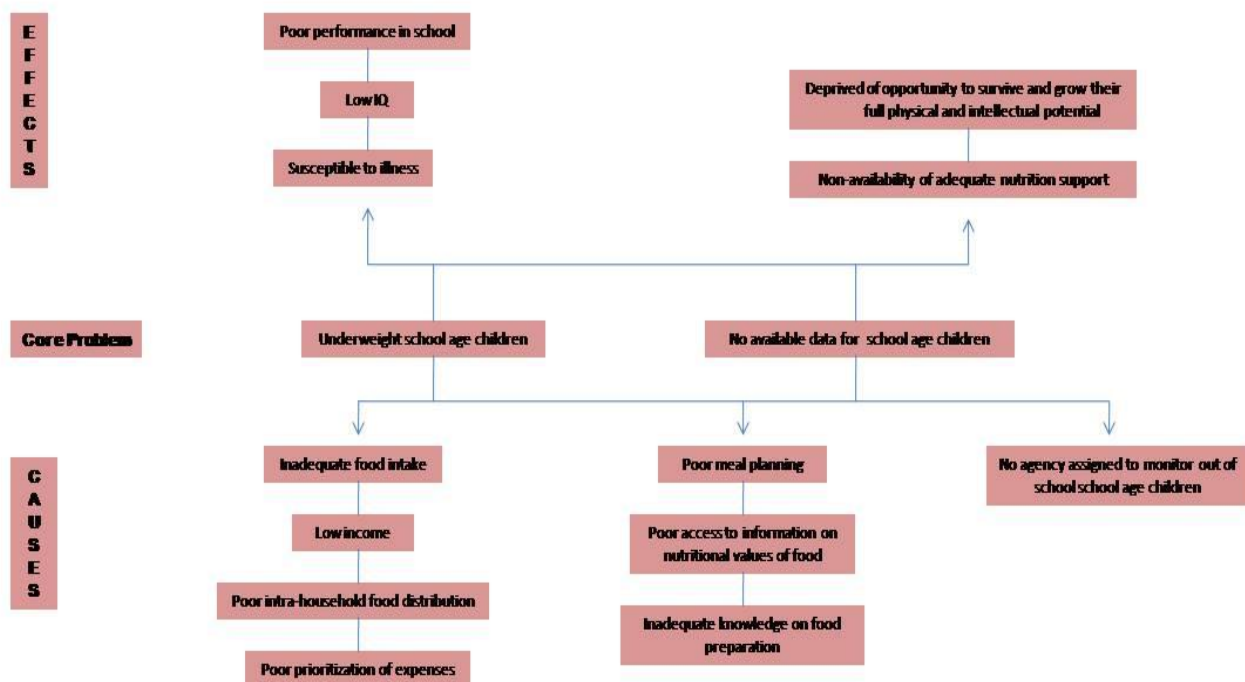 EFFECTS
Poor performance in school
Low IQ
Susceptible to illness
Deprived of opportunity to survive and grow their
full physical and intellectual potential
Non-availability of adequate nutrition support
Core Problem
Underweight school age children
No available data for school age children
CAUSES
Inadequate food intake
Low income
Poor intra-household food distribution
Poor prioritization of expenses
Poor meal planning
Poor access to information on
nutritional values of food
Inadequate knowledge on food
preparation
No agency assigned to monitor out of
school school age children